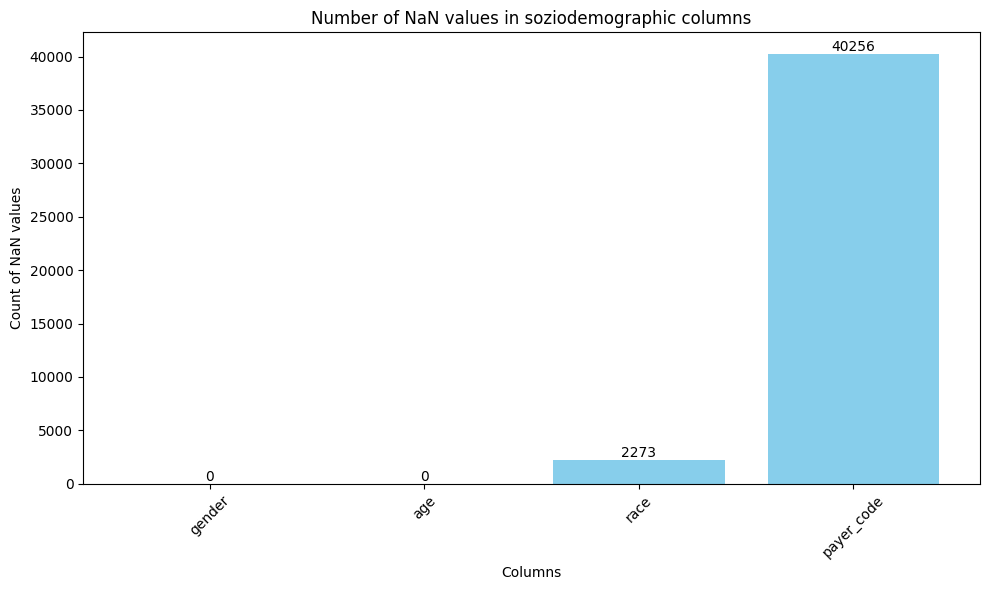 Number of NaN values in soziodemographic columns
Count of NaN values
40000
35000
30000
25000
20000
15000
10000
5000
0
0
0
2273
40256
gender
age
race
payer_code
Columns